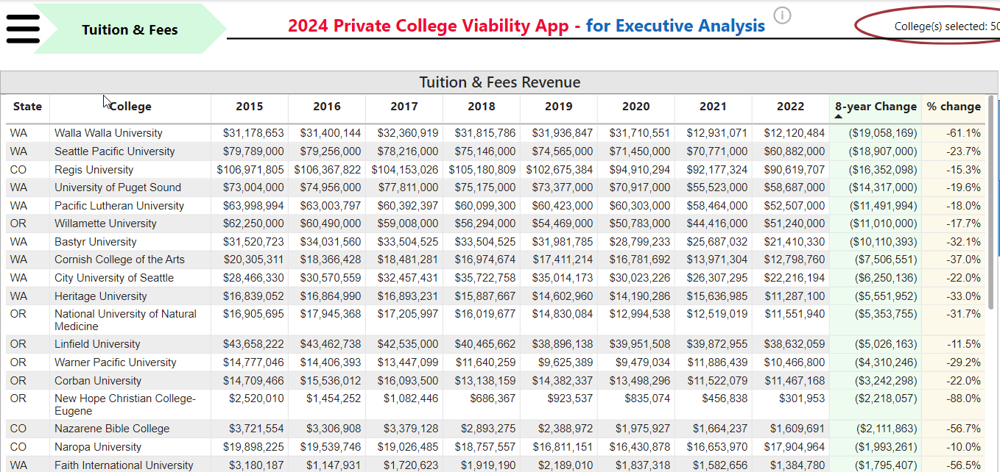 Tuition & Fees
2024 Private College Viability App - for Executive Analysis
i
College(s) selected: 50
Tuition & Fees Revenue
State College 2015 2016 2017 2018 2019 2020 2021 2022 8-year Change % change
WA Walla Walla University $31,178,653 $31,400,144 $32,360,919 $31,815,786 $31,936,847 $31,710,551 $12,931,071 $12,120,484 ($19,058,169) -61.1%
WA Seattle Pacific University $79,789,000 $79,256,000 $78,216,000 $75,146,000 $74,565,000 $71,450,000 $70,771,000 $60,882,000 ($18,907,000) -23.7%
CO Regis University $106,971,805 $106,367,822 $104,153,026 $105,180,809 $102,675,384 $94,910,294 $92,177,324 $90,619,707 ($16,352,098) -15.3%
WA University of Puget Sound $73,004,000 $74,956,000 $77,811,000 $75,175,000 $73,377,000 $70,917,000 $55,523,000 $58,687,000 ($14,317,000) -19.6%
WA Pacific Lutheran University $63,998,994 $63,003,797 $60,392,397 $60,099,300 $60,423,000 $60,303,000 $58,464,000 $52,507,000 ($11,491,994) -18.0%
OR Willamette University $62,250,000 $60,490,000 $59,008,000 $56,294,000 $54,469,000 $50,783,000 $44,416,000 $51,240,000 ($11,010,000) -17.7%
WA Bastyr University $31,520,723 $34,031,560 $33,504,525 $33,504,525 $31,981,785 $28,799,233 $25,687,032 $21,410,330 ($10,110,393) -32.1%
WA Cornish College of the Arts $20,305,311 $18,366,428 $18,481,281 $16,974,674 $17,411,214 $16,781,692 $13,971,304 $12,798,760 ($7,506,551) -37.0%
WA City University of Seattle $28,466,330 $30,570,559 $32,457,431 $35,722,758 $35,014,173 $30,023,226 $26,307,295 $22,216,194 ($6,250,136) -22.0%
WA Heritage University $16,839,052 $16,864,990 $16,893,231 $15,887,667 $14,602,960 $14,190,286 $15,636,985 $11,287,100 ($5,551,952) -33.0%
OR National University of Natural $16,905,695 $17,945,368 $17,205,997 $16,019,677 $14,830,084 $12,994,538 $12,519,019 $11,551,940 ($5,353,755) -31.7%
Medicine
OR Linfield University $43,658,222 $43,462,738 $42,535,000 $40,465,662 $38,896,138 $39,951,508 $39,872,955 $38,632,059 ($5,026,163) -11.5%
OR Warner Pacific University $14,777,046 $14,406,393 $13,447,099 $11,640,259 $9,625,389 $9,479,034 $11,886,439 $10,466,800 ($4,310,246) -29.2%
OR Corban University $14,709,466 $15,536,012 $16,093,500 $13,138,159 $14,382,337 $13,498,296 $11,522,079 $11,467,168 ($3,242,298) -22.0%
OR New Hope Christian College- $2,520,010 $1,454,252 $1,082,446 $686,367 $923,537 $835,074 $456,838 $301,953 ($2,218,057) -88.0%
Eugene
CO Nazarene Bible College $3,721,554 $3,306,908 $3,379,128 $2,893,275 $2,388,972 $1,975,927 $1,664,237 $1,609,691 ($2,111,863) -56.7%
CO Naropa University $19,898,225 $19,539,746 $19,026,485 $18,757,557 $16,811,151 $16,430,878 $16,653,970 $17,904,964 ($1,993,261) -10.0%
WA Faith International University $3,180,187 $1,147,931 $1,720,623 $1,919,190 $2,189,010 $1,837,318 $1,582,656 $1,384,780 ($1,795,407) -56.5%